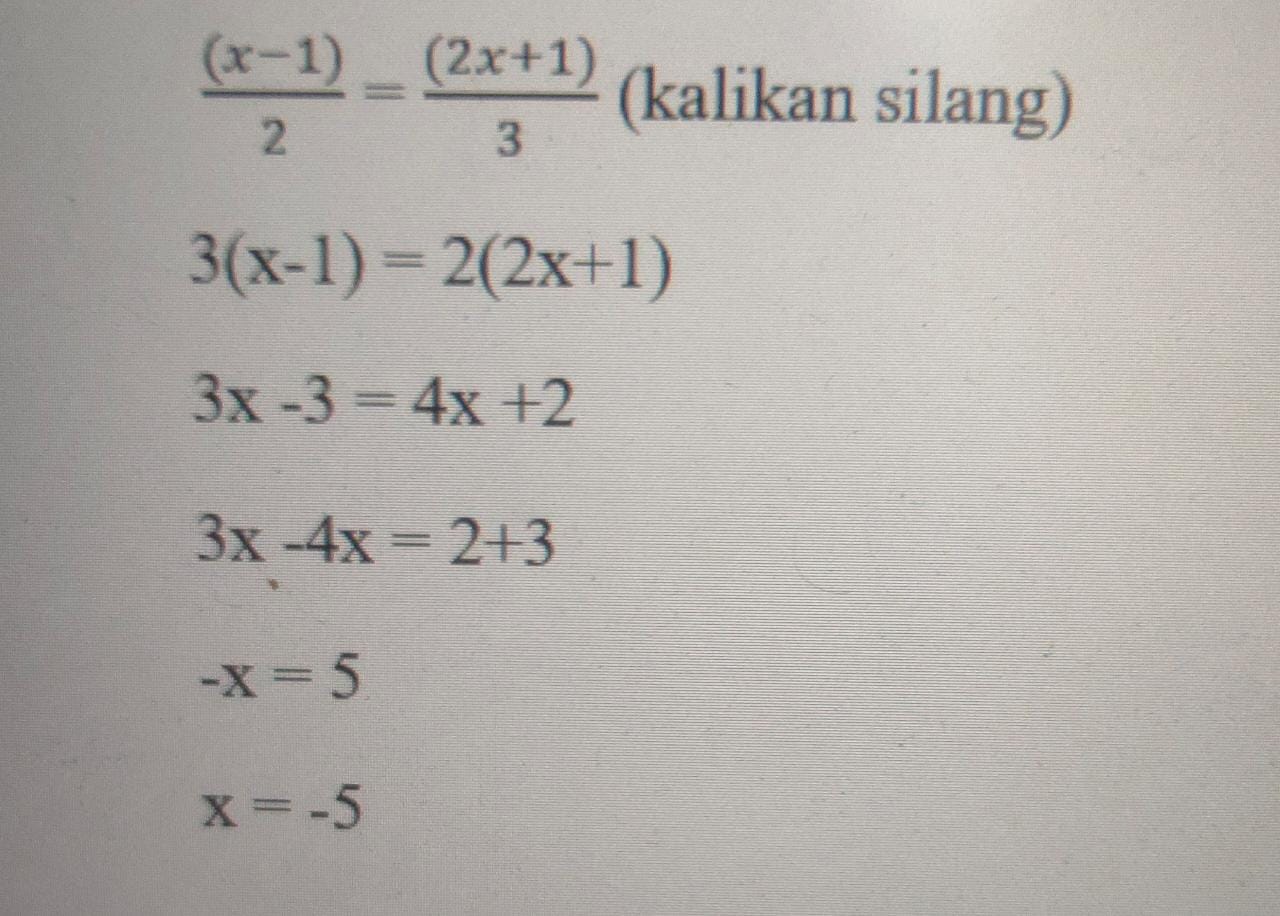 (x−1)/2 = (2x+1)/3 (kalikan silang)
3(x-1) = 2(2x+1)
3x -3 = 4x +2
3x -4x = 2+3
-x = 5
x = -5